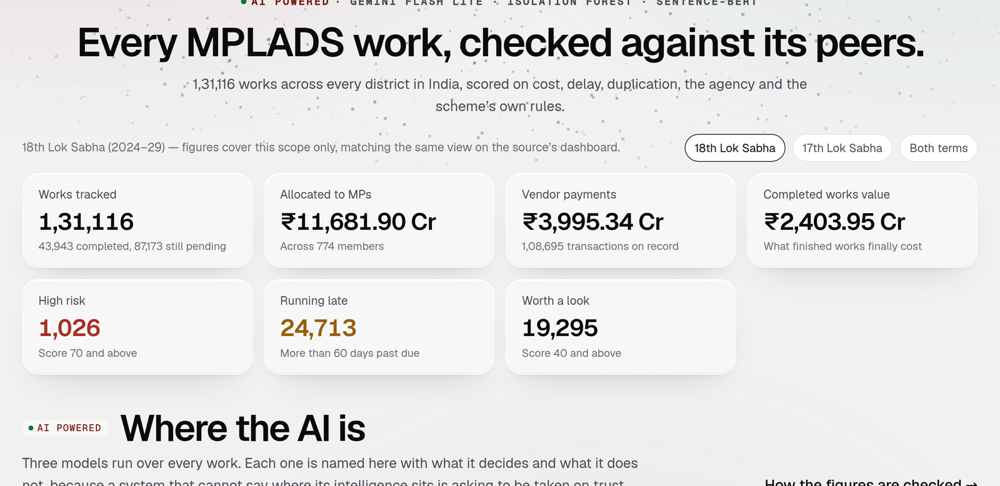 AI POWERED · GEMINI FLASH LITE · ISOLATION FOREST · SENTENCE-BERT
Every MPLADS work, checked against its peers.
1,31,116 works across every district in India, scored on cost, delay, duplication, the agency and the
scheme’s own rules.
18th Lok Sabha (2024–29) — figures cover this scope only, matching the same view on the source’s dashboard.
18th Lok Sabha
17th Lok Sabha
Both terms
Works tracked
1,31,116
43,943 completed, 87,173 still pending
Allocated to MPs
₹11,681.90 Cr
Across 774 members
Vendor payments
₹3,995.34 Cr
1,08,695 transactions on record
Completed works value
₹2,403.95 Cr
What finished works finally cost
High risk
1,026
Score 70 and above
Running late
24,713
More than 60 days past due
Worth a look
19,295
Score 40 and above
AI POWERED
Where the AI is
Three models run over every work. Each one is named here with what it decides and what it does
not, because a system that cannot say where its intelligence sits is asking to be taken on trust.
How the figures are checked →